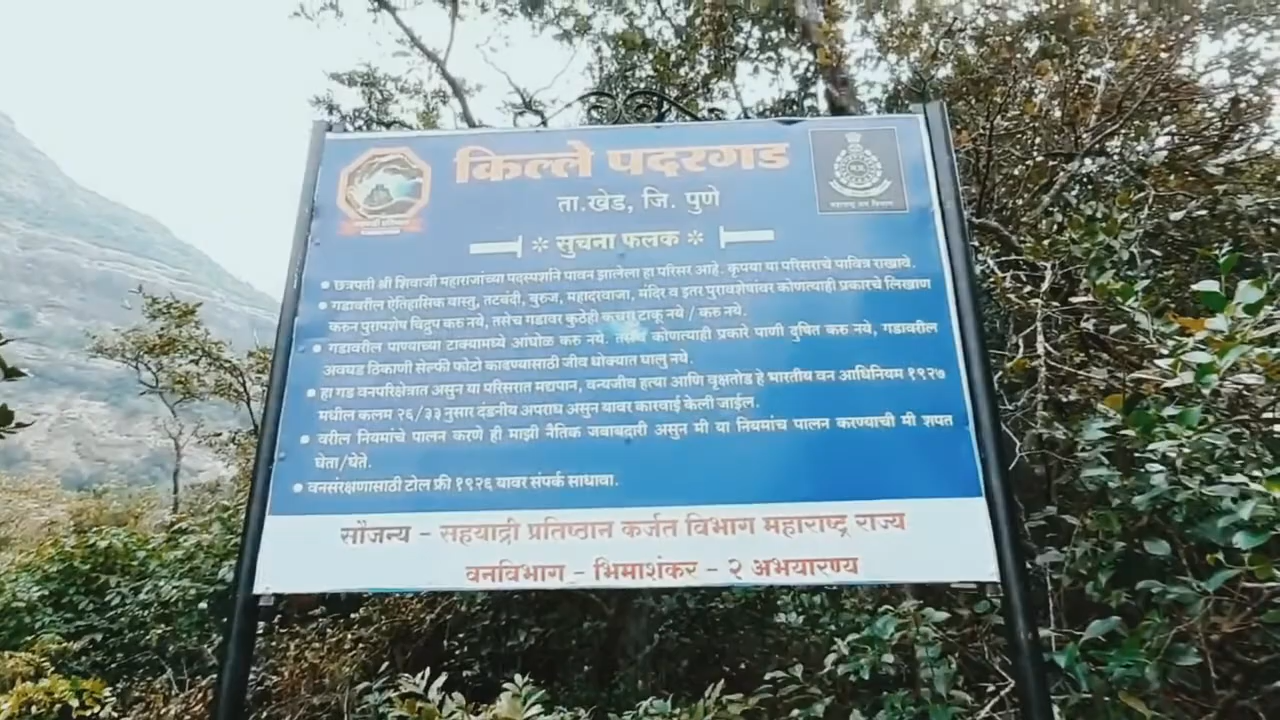 किल्ले पदरगड
ता.खेड, जि. पुणे
* सुचना फलक *
• छत्रपती श्री शिवाजी महाराजांच्या पदस्पर्शाने पावन झालेला हा परिसर आहे. कृपया या परिसराचे पावित्र राखावे.
• गडावरील ऐतिहासिक वास्तु, तटबंदी, बुरुज, महादरवाजा, मंदिर व इतर पुरावशेषांवर कोणत्याही प्रकारचे लिखाण
करुन पुरापशेष विद्रुप करु नये, तसेच गडावर कुठेही कचरा टाकू नये / करु नये.
• गडावरील पाण्याच्या टाक्यामध्ये आंघोळ करु नये. तसेच कोणत्याही प्रकारे पाणी दुषित करु नये, गडावरील
अवघड ठिकाणी सेल्फी फोटो काढण्यासाठी जीव धोक्यात घालु नये.
• हा गड वनपरिक्षेत्रात असुन या परिसरात मद्यपान, वन्यजीव हत्या आणि वृक्षतोड हे भारतीय वन आधिनियम १९२७
मधील कलम २६/३३ नुसार दंडनीय अपराध असुन यावर कारवाई केली जाईल.
• वरील नियमांचे पालन करणे ही माझी नैतिक जबाबदारी असुन मी या नियमांच पालन करण्याची मी शपत
घेता/घेते.
• वनसंरक्षणासाठी टोल फ्री १९२६ यावर संपर्क साधावा.
सौजन्य - सहयाद्री प्रतिष्ठान कर्जत विभाग महाराष्ट्र राज्य
वनविभाग - भिमाशंकर - २ अभयारण्य